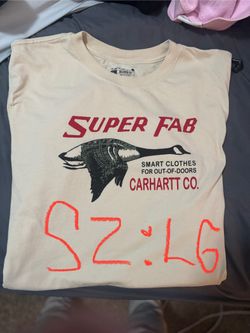 SUPER FAB
SMART CLOTHES
FOR OUT-OF-DOORS
CARHARTT CO.
SZ:LG